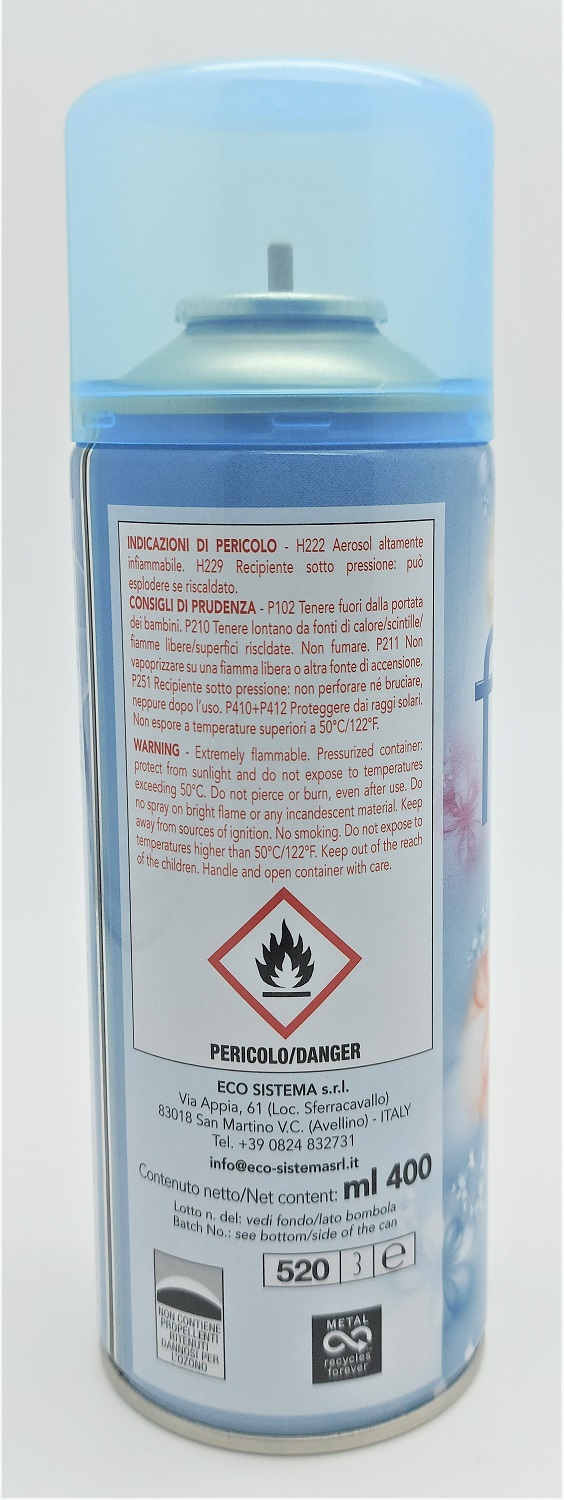 INDICAZIONI DI PERICOLO - H222 Aerosol altamente
infiammabile. H229 Recipiente sotto pressione: può
esplodere se riscaldato.
CONSIGLI DI PRUDENZA - P102 Tenere fuori dalla portata
dei bambini. P210 Tenere lontano da fonti di calore/scintille/
fiamme libere/superfici riscldate. Non fumare. P211 Non
vapoprizzare su una fiamma libera o altra fonte di accensione.
P251 Recipiente sotto pressione: non perforare né bruciare,
neppure dopo l'uso. P410+P412 Proteggere dai raggi solari.
Non espore a temperature superiori a 50°C/122°F.
WARNING - Extremely flammable. Pressurized container:
protect from sunlight and do not expose to temperatures
exceeding 50°C. Do not pierce or burn, even after use. Do
no spray on bright flame or any incandescent material. Keep
away from sources of ignition. No smoking. Do not expose to
temperatures higher than 50°C/122°F. Keep out of the reach
of the children. Handle and open container with care.
PERICOLO/DANGER
ECO SISTEMA s.r.l.
Via Appia, 61 (Loc. Sferracavallo)
83018 San Martino V.C. (Avellino) - ITALY
Tel. +39 0824 832731
info@eco-sistemasrl.it
Contenuto netto/Net content: ml 400
Lotto n. del: vedi fondo/lato bombola
Batch No.: see bottom/side of the can
520 3 e
NON CONTIENE
PROPELLENTI
RITENUTI
DANNOSI PER
L'OZONO
METAL
recycles
forever
f